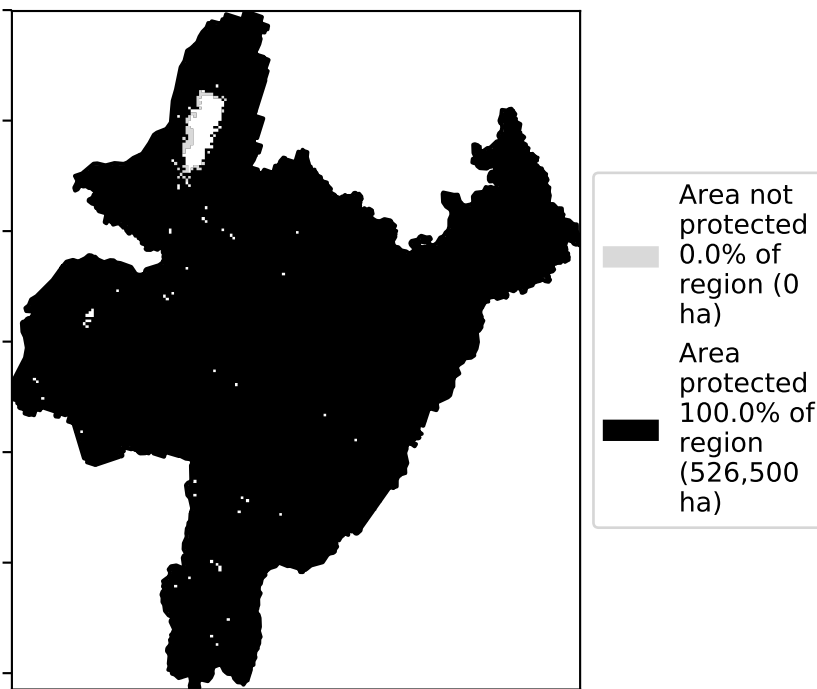 Area not
protected
0.0% of
region (0
ha)
Area
protected
100.0% of
region
(526,500
ha)